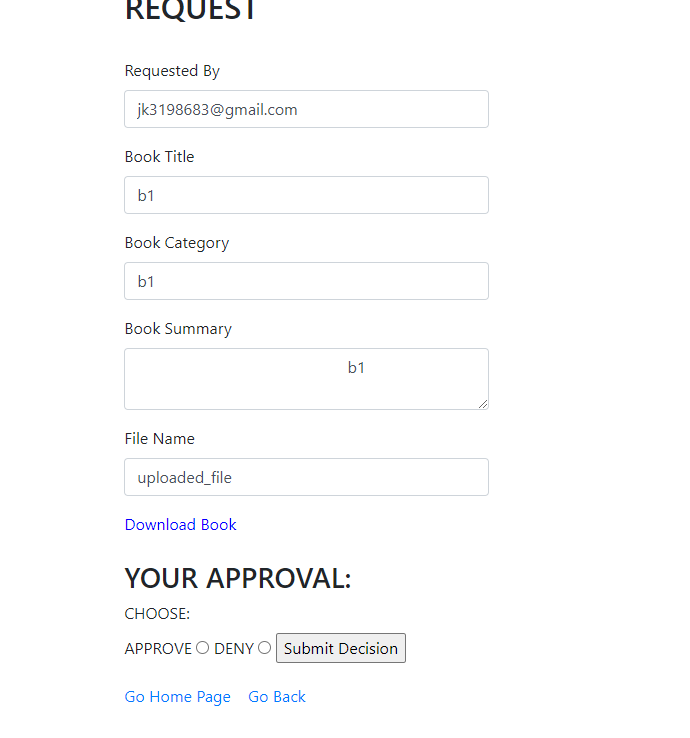 REQUEST
Requested By
jk3198683@gmail.com
Book Title
b1
Book Category
b1
Book Summary
b1
File Name
uploaded_file
Download Book
YOUR APPROVAL:
CHOOSE:
APPROVE DENY Submit Decision
Go Home Page Go Back